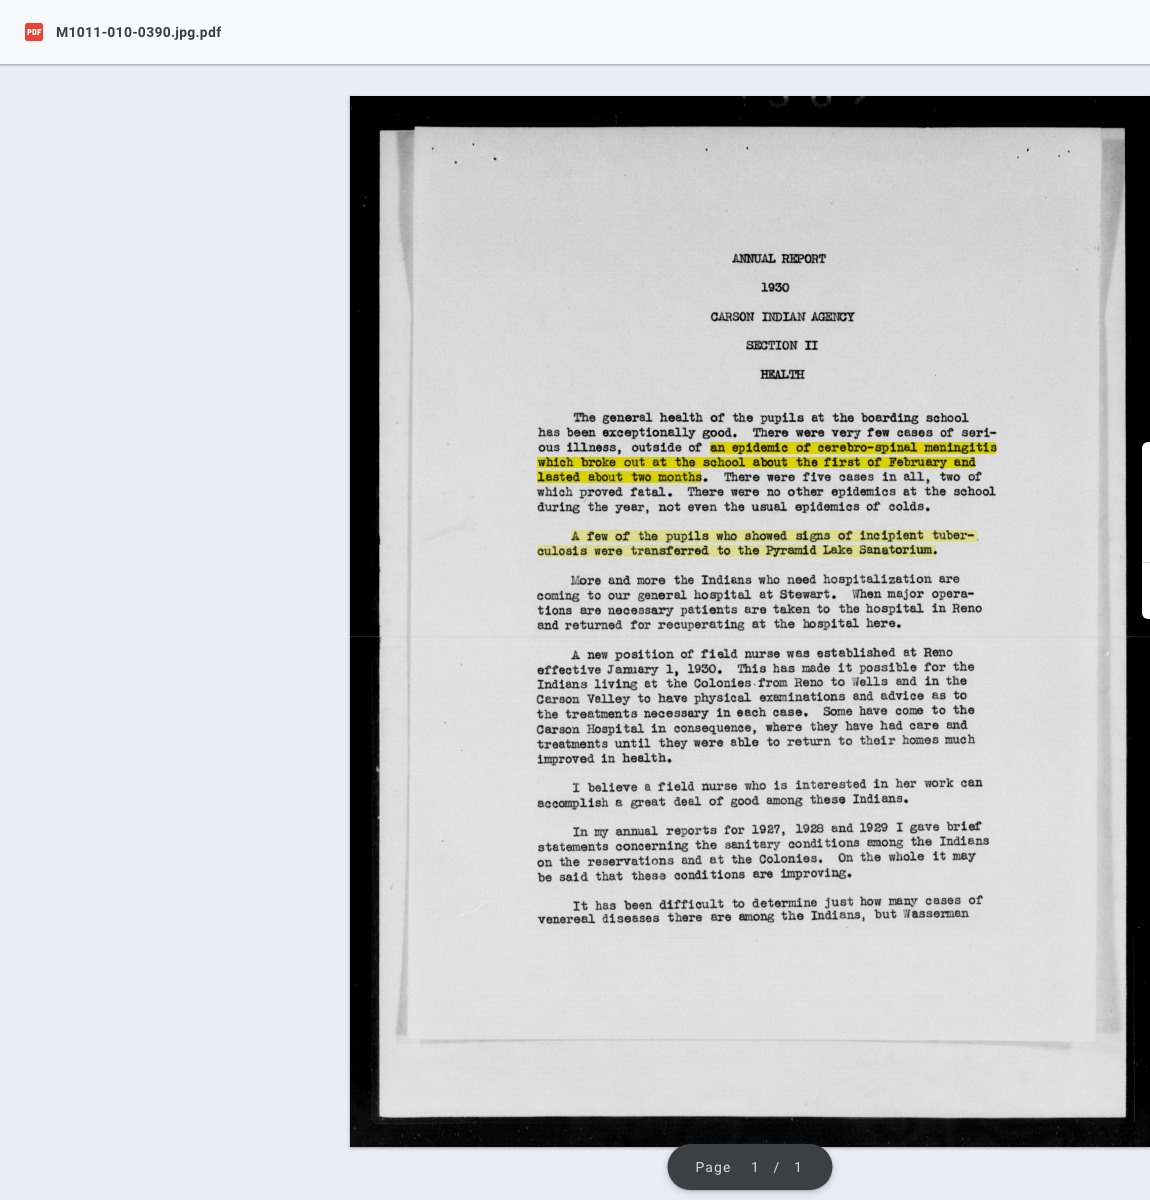 PDF M1011-010-0390.jpg.pdf
ANNUAL REPORT
1930
CARSON INDIAN AGENCY
SECTION II
HEALTH
The general health of the pupils at the boarding school
has been exceptionally good. There were very few cases of seri-
ous illness, outside of an epidemic of cerebro-spinal meningitis
which broke out at the school about the first of February and
lasted about two months. There were five cases in all, two of
which proved fatal. There were no other epidemics at the school
during the year, not even the usual epidemics of colds.
A few of the pupils who showed signs of incipient tuber-
culosis were transferred to the Pyramid Lake Sanatorium.
More and more the Indians who need hospitalization are
coming to our general hospital at Stewart. When major opera-
tions are necessary patients are taken to the hospital in Reno
and returned for recuperating at the hospital here.
A new position of field nurse was established at Reno
effective January 1, 1930. This has made it possible for the
Indians living at the Colonies from Reno to Wells and in the
Carson Valley to have physical examinations and advice as to
the treatments necessary in each case. Some have come to the
Carson Hospital in consequence, where they have had care and
treatments until they were able to return to their homes much
improved in health.
I believe a field nurse who is interested in her work can
accomplish a great deal of good among these Indians.
In my annual reports for 1927, 1928 and 1929 I gave brief
statements concerning the sanitary conditions among the Indians
on the reservations and at the Colonies. On the whole it may
be said that these conditions are improving.
It has been difficult to determine just how many cases of
venereal diseases there are among the Indians, but Wasserman
Page 1 / 1